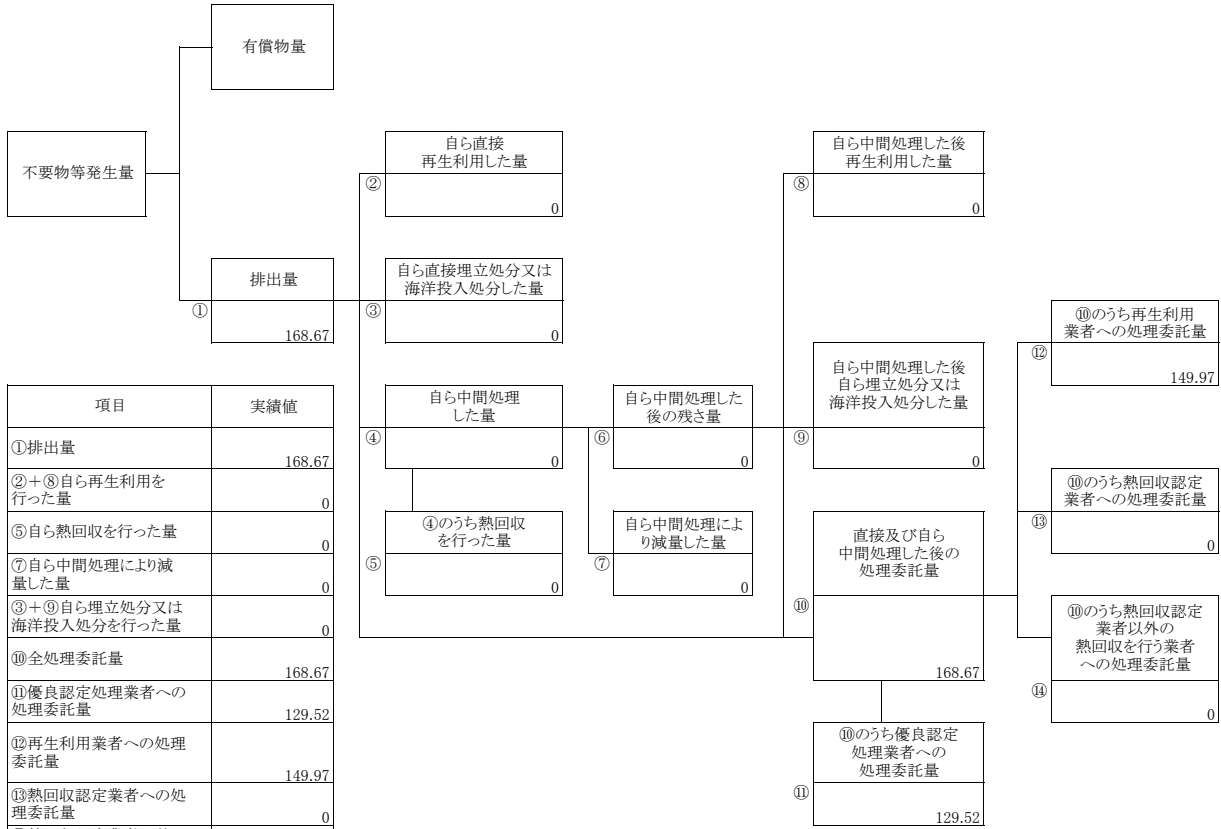 有償物量
不要物等発生量
自ら直接
再生利用した量
②
0
自ら中間処理した後
再生利用した量
⑧
0
排出量
①
168.67
自ら直接埋立処分又は
海洋投入処分した量
③
0
自ら中間処理
した量
④
0
自ら中間処理した
後の残さ量
⑥
0
自ら中間処理した後
自ら埋立処分又は
海洋投入処分した量
⑨
0
⑩のうち再生利用
業者への処理委託量
⑫
149.97
④のうち熱回収
を行った量
⑤
0
自ら中間処理によ
り減量した量
⑦
0
直接及び自ら
中間処理した後の
処理委託量
⑩
168.67
⑩のうち熱回収認定
業者への処理委託量
⑬
0
⑩のうち熱回収認定
業者以外の
熱回収を行う業者
への処理委託量
⑭
0
⑩のうち優良認定
処理業者への
処理委託量
⑪
129.52
項目 実績値
①排出量
168.67
②+⑧自ら再生利用を
行った量
0
⑤自ら熱回収を行った量
0
⑦自ら中間処理により減
量した量
0
③+⑨自ら埋立処分又は
海洋投入処分を行った量
0
⑩全処理委託量
168.67
⑪優良認定処理業者への
処理委託量
129.52
⑫再生利用業者への処理
委託量
149.97
⑬熱回収認定業者への処
理委託量
0